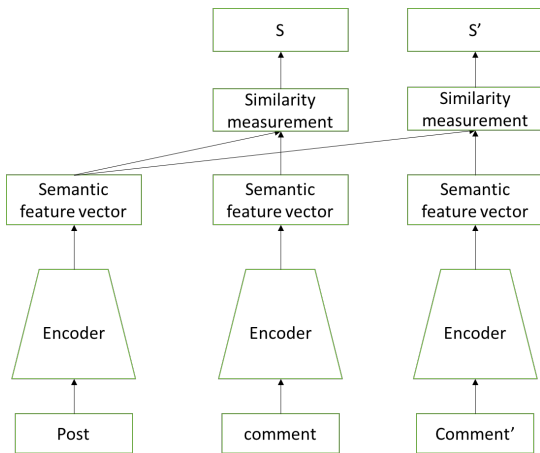 S
S’
Similarity
measurement
Similarity
measurement
Semantic
feature vector
Semantic
feature vector
Semantic
feature vector
Encoder
Encoder
Encoder
Post
comment
Comment’